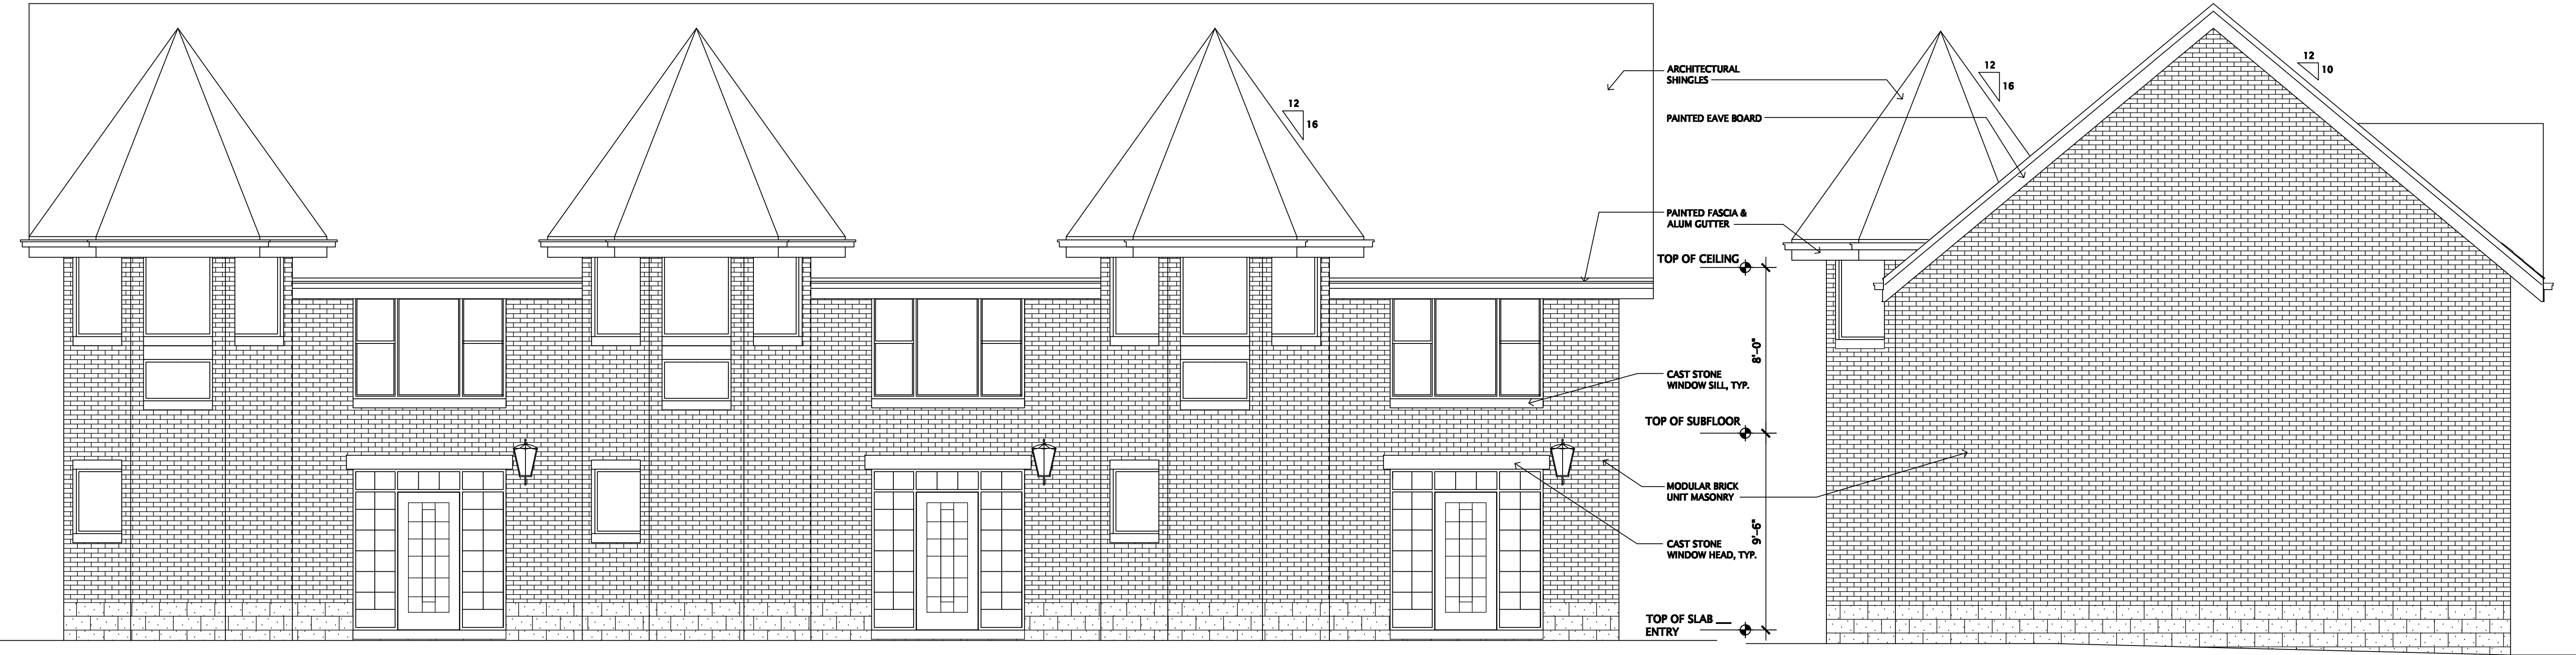 12
16
ARCHITECTURAL
SHINGLES
PAINTED EAVE BOARD
PAINTED FASCIA &
ALUM GUTTER
TOP OF CEILING
8'-0"
CAST STONE
WINDOW SILL, TYP.
TOP OF SUBFLOOR
MODULAR BRICK
UNIT MASONRY
9'-6"
CAST STONE
WINDOW HEAD, TYP.
TOP OF SLAB
ENTRY
12
16
12
10